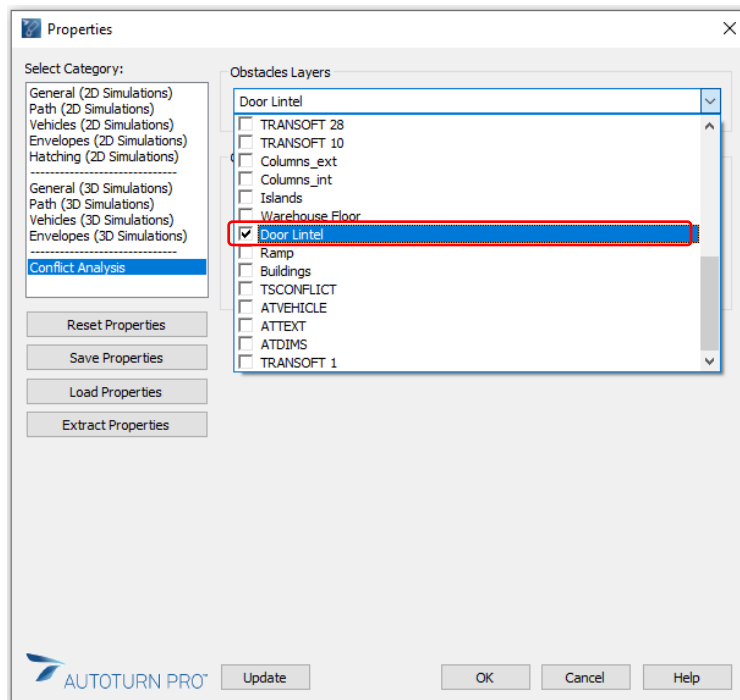 Properties
Select Category:
General (2D Simulations)
Path (2D Simulations)
Vehicles (2D Simulations)
Envelopes (2D Simulations)
Hatching (2D Simulations)
------------------------------
General (3D Simulations)
Path (3D Simulations)
Vehicles (3D Simulations)
Envelopes (3D Simulations)
------------------------------
Conflict Analysis
Reset Properties
Save Properties
Load Properties
Extract Properties
Obstacles Layers
Door Lintel
TRANSOFT 28
TRANSOFT 10
Columns_ext
Columns_int
Islands
Warehouse Floor
Door Lintel
Ramp
Buildings
TSCONFLICT
ATVEHICLE
ATTEXT
ATDIMS
TRANSOFT 1
AUTOTURN PRO™
Update
OK
Cancel
Help